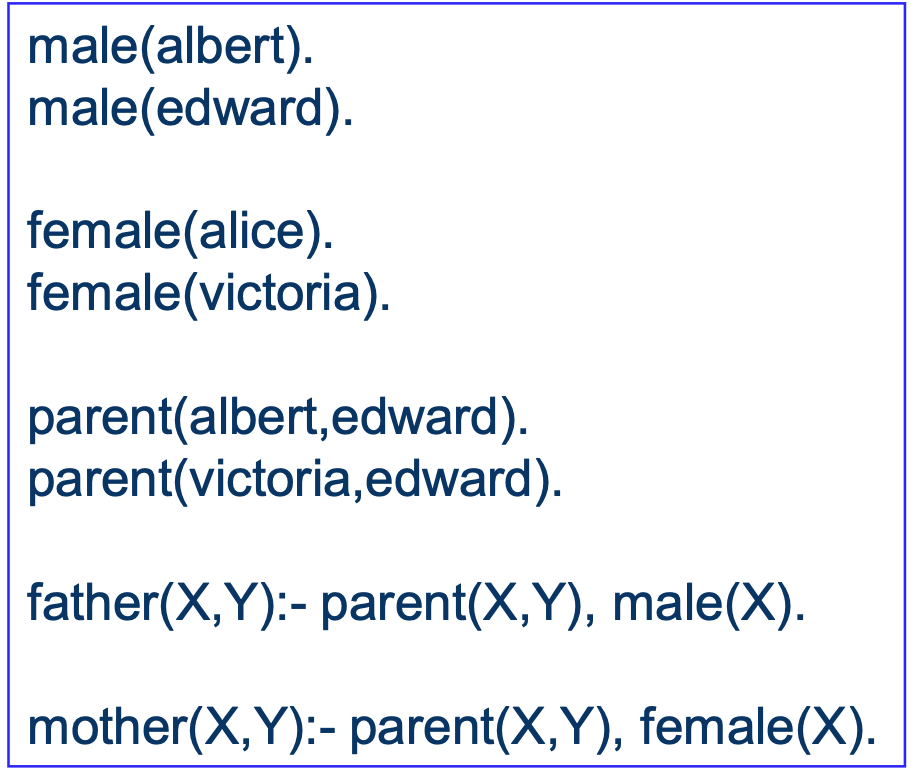 male(albert).
male(edward).
female(alice).
female(victoria).
parent(albert,edward).
parent(victoria,edward).
father(X,Y):- parent(X,Y), male(X).
mother(X,Y):- parent(X,Y), female(X).